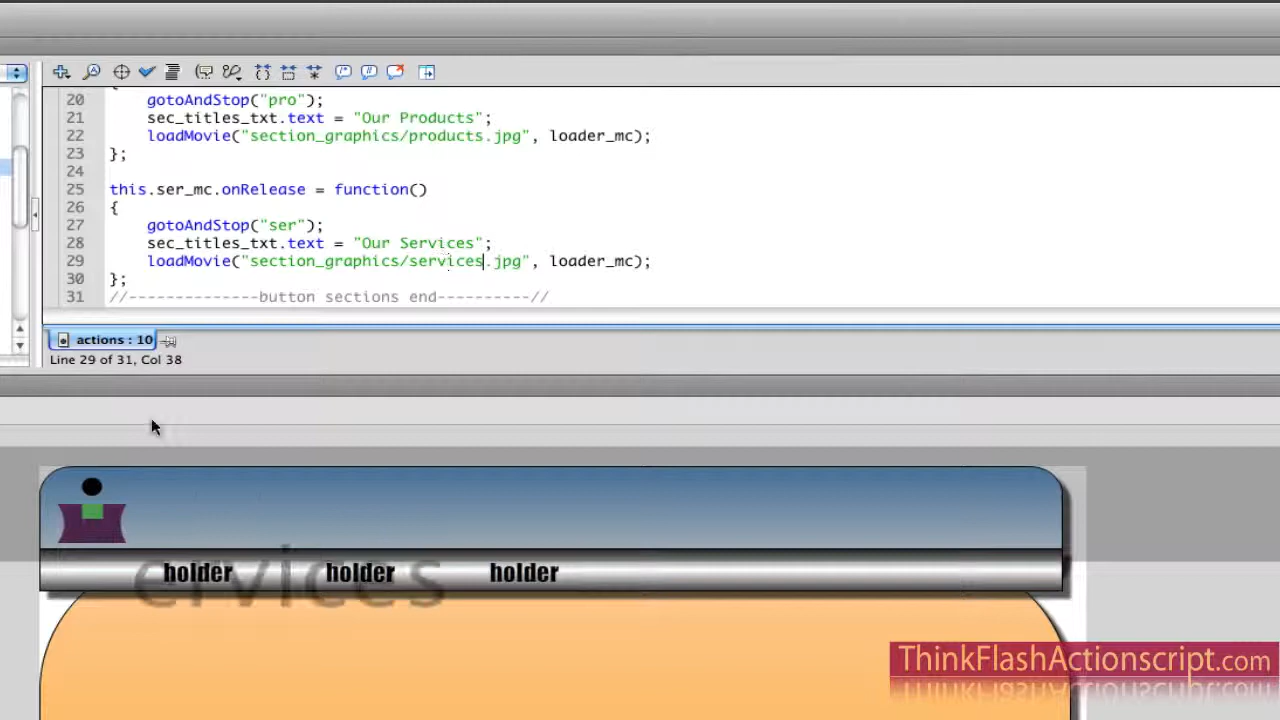 {
20 gotoAndStop("pro");
21 sec_titles_txt.text = "Our Products";
22 loadMovie("section_graphics/products.jpg", loader_mc);
23 };
24
25 this.ser_mc.onRelease = function()
26 {
27 gotoAndStop("ser");
28 sec_titles_txt.text = "Our Services";
29 loadMovie("section_graphics/services.jpg", loader_mc);
30 };
31 //--------------button sections end----------//
actions : 10
Line 29 of 31, Col 38
holder holder holder
ervices
ThinkFlashActionscript.com